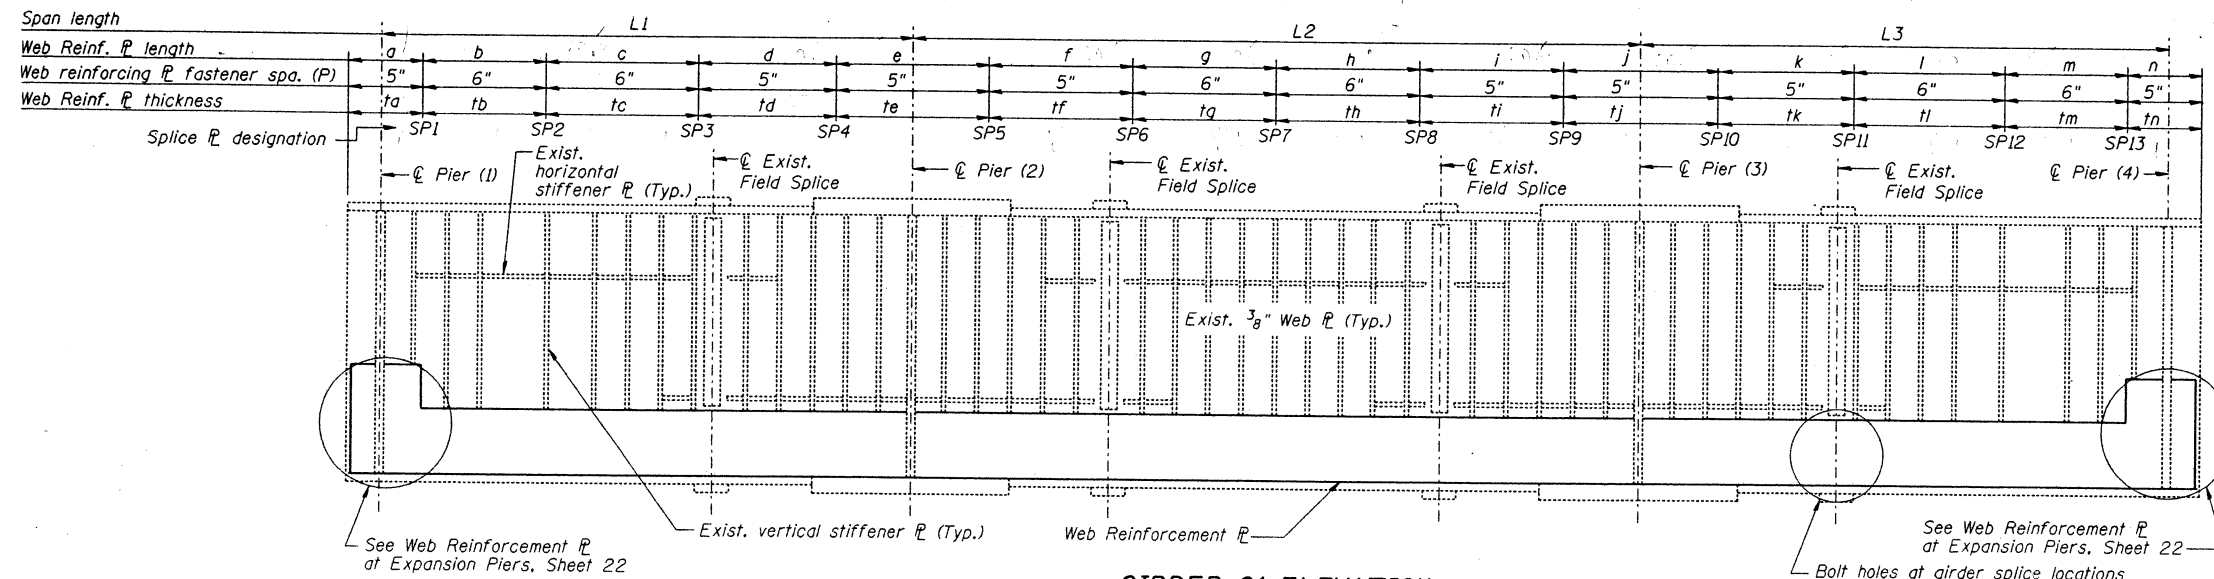 Span length
L1 L2 L3
Web Reinf. ℙ length
a b c d e f g h i j k l m n
Web reinforcing ℙ fastener spa. (P)
5" 6" 6" 5" 5" 5" 6" 6" 5" 5" 5" 6" 6" 5"
Web Reinf. ℙ thickness
ta tb tc td te tf tg th ti tj tk tl tm tn
Splice ℙ designation
SP1 SP2 SP3 SP4 SP5 SP6 SP7 SP8 SP9 SP10 SP11 SP12 SP13
℄ Pier (1)
Exist.
horizontal
stiffener ℙ (Typ.)
℄ Exist.
Field Splice
℄ Pier (2)
℄ Exist.
Field Splice
℄ Exist.
Field Splice
℄ Pier (3)
℄ Exist.
Field Splice
℄ Pier (4)
Exist. 3/8" Web ℙ (Typ.)
See Web Reinforcement ℙ
at Expansion Piers, Sheet 22
Exist. vertical stiffener ℙ (Typ.)
Web Reinforcement ℙ
See Web Reinforcement ℙ
at Expansion Piers, Sheet 22
Bolt holes at girder splice locations